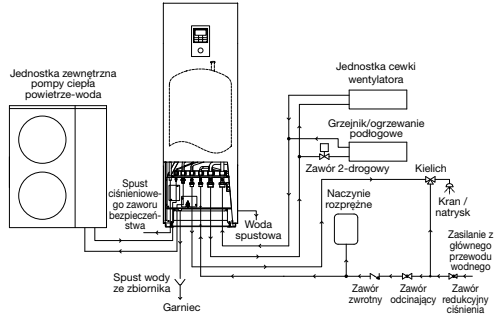 Jednostka zewnętrzna
pompy ciepła
powietrze-woda
Jednostka cewki
wentylatora
Grzejnik/ogrzewanie
podłogowe
Zawór 2-drogowy
Kielich
Kran /
natrysk
Spust
ciśnieniowe-
go zaworu
bezpieczeń-
stwa
Naczynie
rozprężne
Woda
spustowa
Zasilanie z
głównego
przewodu
wodnego
Spust wody
ze zbiornika
Garniec
Zawór
zwrotny
Zawór
odcinający
Zawór
redukcyjny
ciśnienia